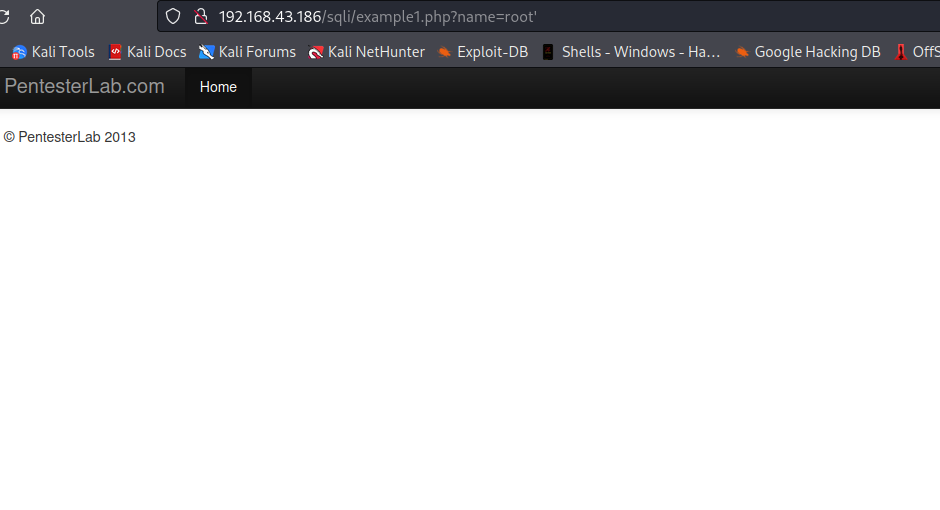 192.168.43.186/sqli/example1.php?name=root'
Kali Tools Kali Docs Kali Forums Kali NetHunter Exploit-DB Shells - Windows - Ha… Google Hacking DB OffS
PentesterLab.com Home
© PentesterLab 2013